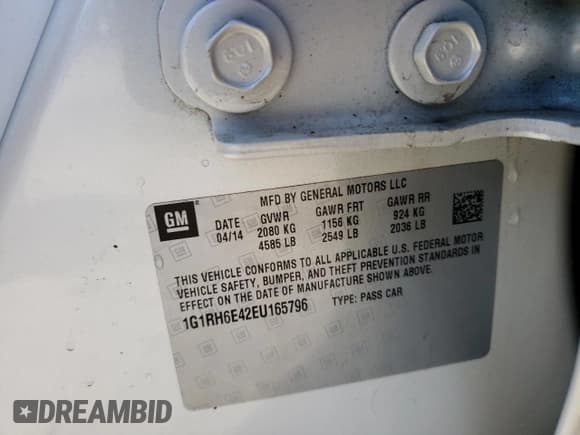 GM
MFD BY GENERAL MOTORS LLC
DATE GVWR GAWR FRT GAWR RR
04/14 2080 KG 1156 KG 924 KG
4585 LB 2549 LB 2036 LB
THIS VEHICLE CONFORMS TO ALL APPLICABLE U.S. FEDERAL MOTOR
VEHICLE SAFETY, BUMPER, AND THEFT PREVENTION STANDARDS IN
EFFECT ON THE DATE OF MANUFACTURE SHOWN ABOVE.
1G1RH6E42EU165796 TYPE: PASS CAR
DREAMBID